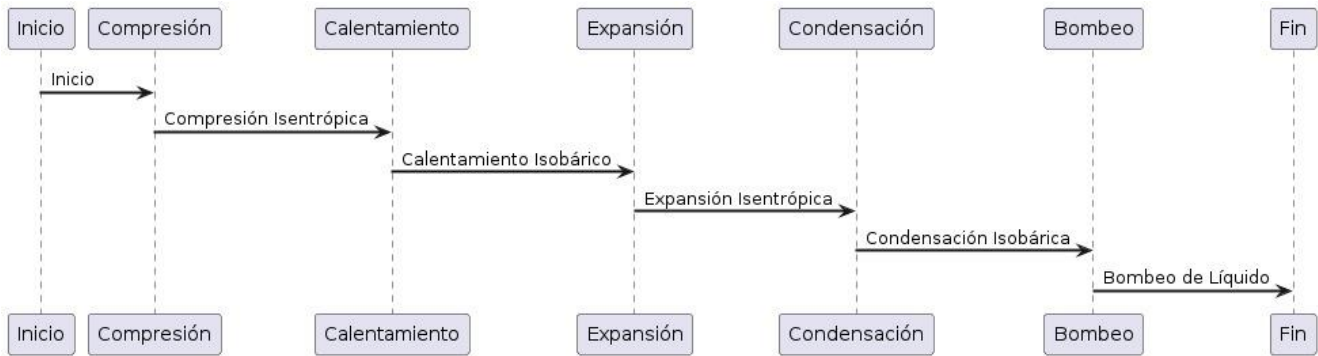 Inicio Compresión Calentamiento Expansión Condensación Bombeo Fin
Inicio
Compresión Isentrópica
Calentamiento Isobárico
Expansión Isentrópica
Condensación Isobárica
Bombeo de Líquido
Inicio Compresión Calentamiento Expansión Condensación Bombeo Fin